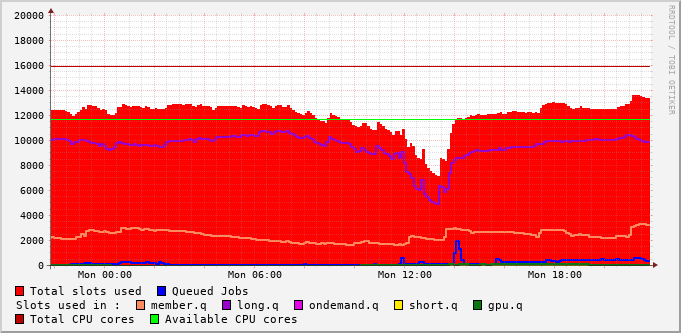 20000
18000
16000
14000
12000
10000
8000
6000
4000
2000
0
Mon 00:00 Mon 06:00 Mon 12:00 Mon 18:00
RRDTOOL / TOBI OETIKER
Total slots used Queued Jobs
Slots used in : member.q long.q ondemand.q short.q gpu.q
Total CPU cores Available CPU cores